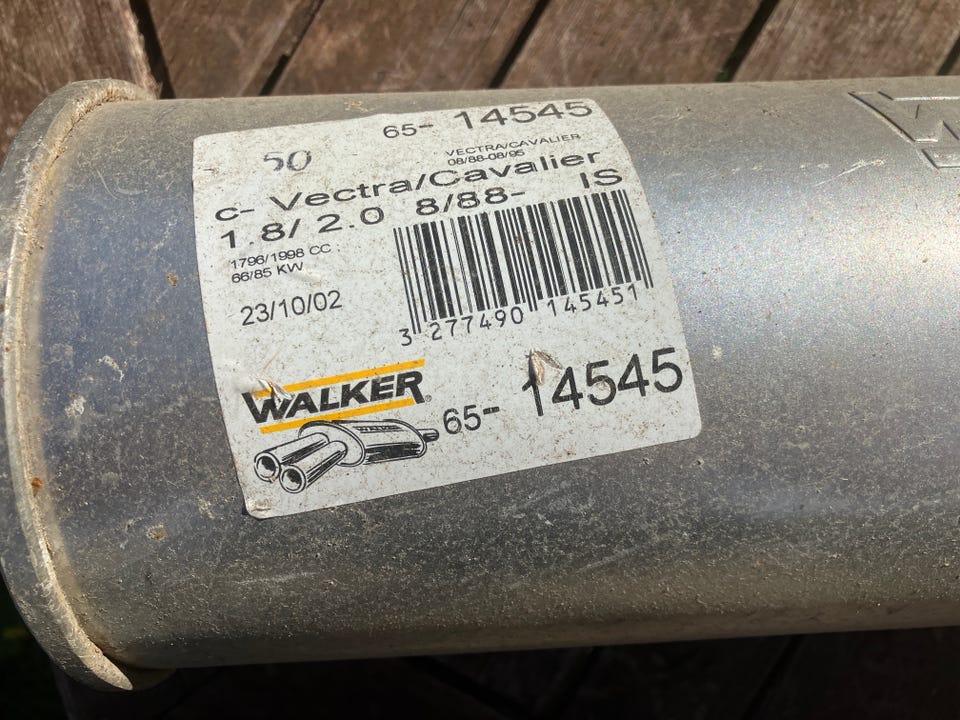 65- 14545
50
VECTRA/CAVALIER
08/88-08/95
c- Vectra/Cavalier
1.8/ 2.0 8/88- IS
1796/1998 CC ;
66/85 KW
23/10/02
3 277490 145451
WALKER
65- 14545
WALKER